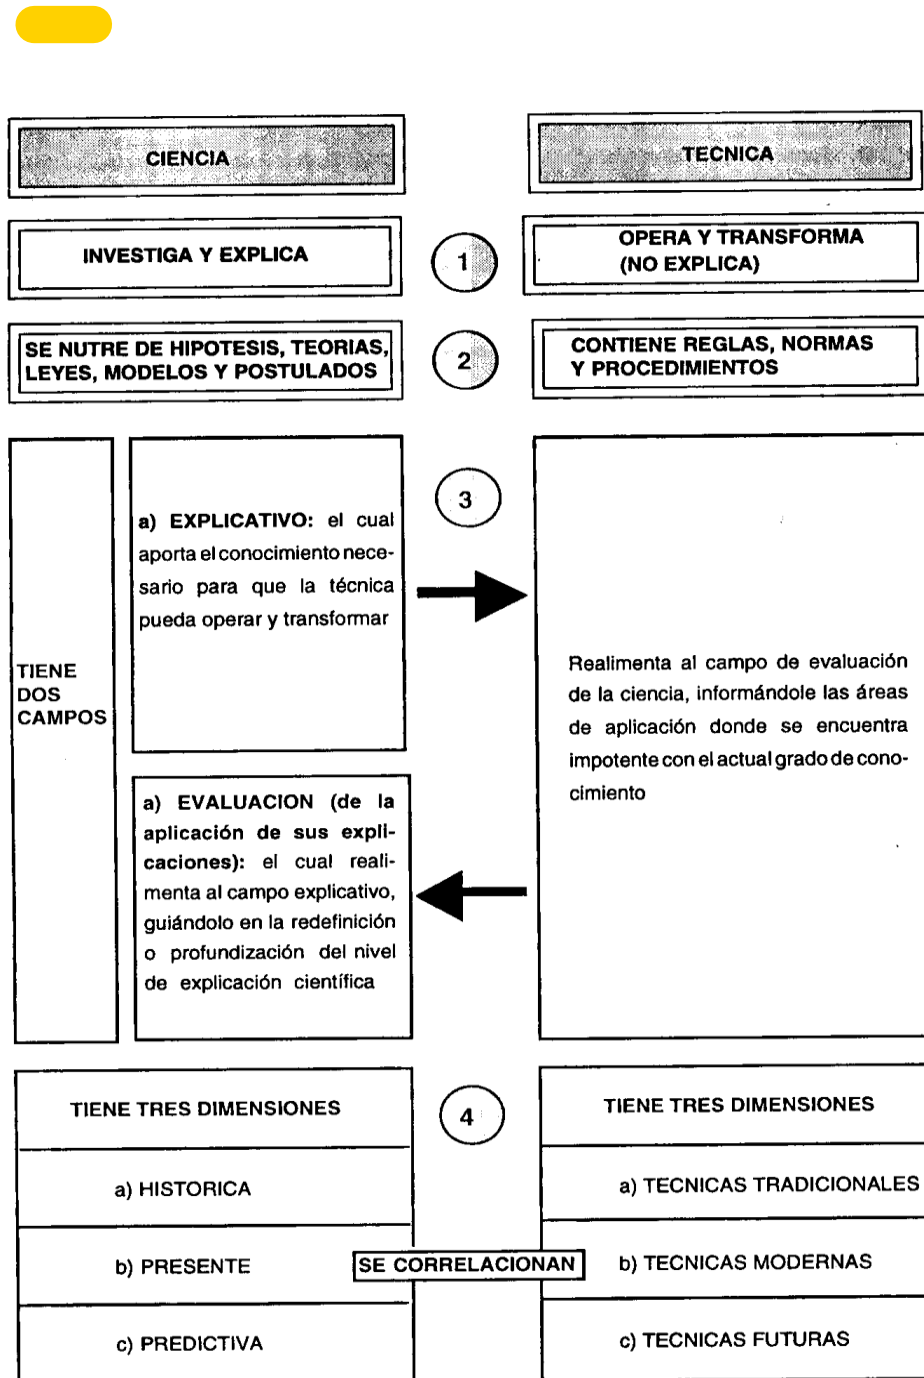 CIENCIA
TECNICA
INVESTIGA Y EXPLICA
1
OPERA Y TRANSFORMA
(NO EXPLICA)
SE NUTRE DE HIPOTESIS, TEORIAS,
LEYES, MODELOS Y POSTULADOS
2
CONTIENE REGLAS, NORMAS
Y PROCEDIMIENTOS
TIENE
DOS
CAMPOS
a) EXPLICATIVO: el cual
aporta el conocimiento nece-
sario para que la técnica
pueda operar y transformar
a) EVALUACION (de la
aplicación de sus expli-
caciones): el cual reali-
menta al campo explicativo,
guiándolo en la redefinición
o profundización del nivel
de explicación científica
3
Realimenta al campo de evaluación
de la ciencia, informándole las áreas
de aplicación donde se encuentra
impotente con el actual grado de cono-
cimiento
TIENE TRES DIMENSIONES
a) HISTORICA
b) PRESENTE
c) PREDICTIVA
4
SE CORRELACIONAN
TIENE TRES DIMENSIONES
a) TECNICAS TRADICIONALES
b) TECNICAS MODERNAS
c) TECNICAS FUTURAS